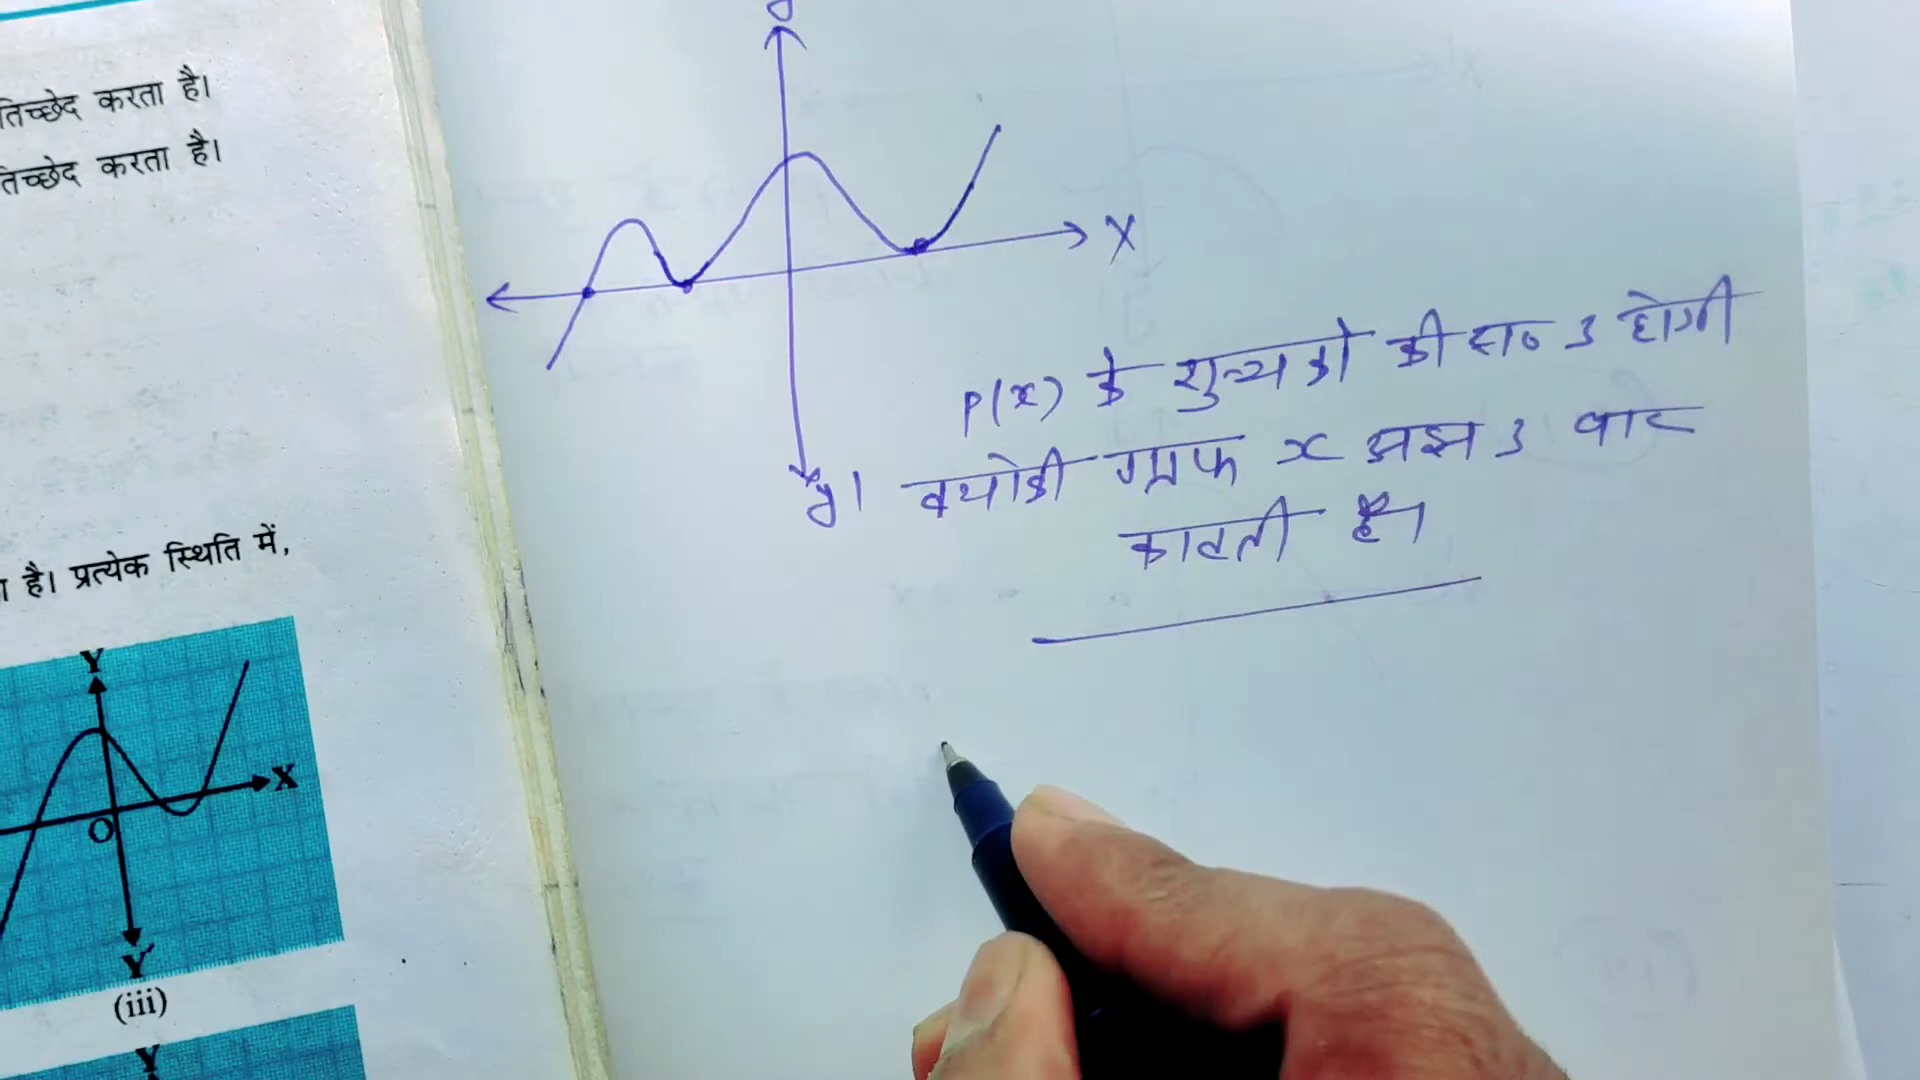 तिच्छेद करता है।
तिच्छेद करता है।
ा है। प्रत्येक स्थिति में,
Y
X
O
Y'
(iii)
Y
y
X
y'
P(x) के शुन्यको की सं० 3 होगी
क्योकी ग्राफ x अक्ष 3 बार
काटती है।